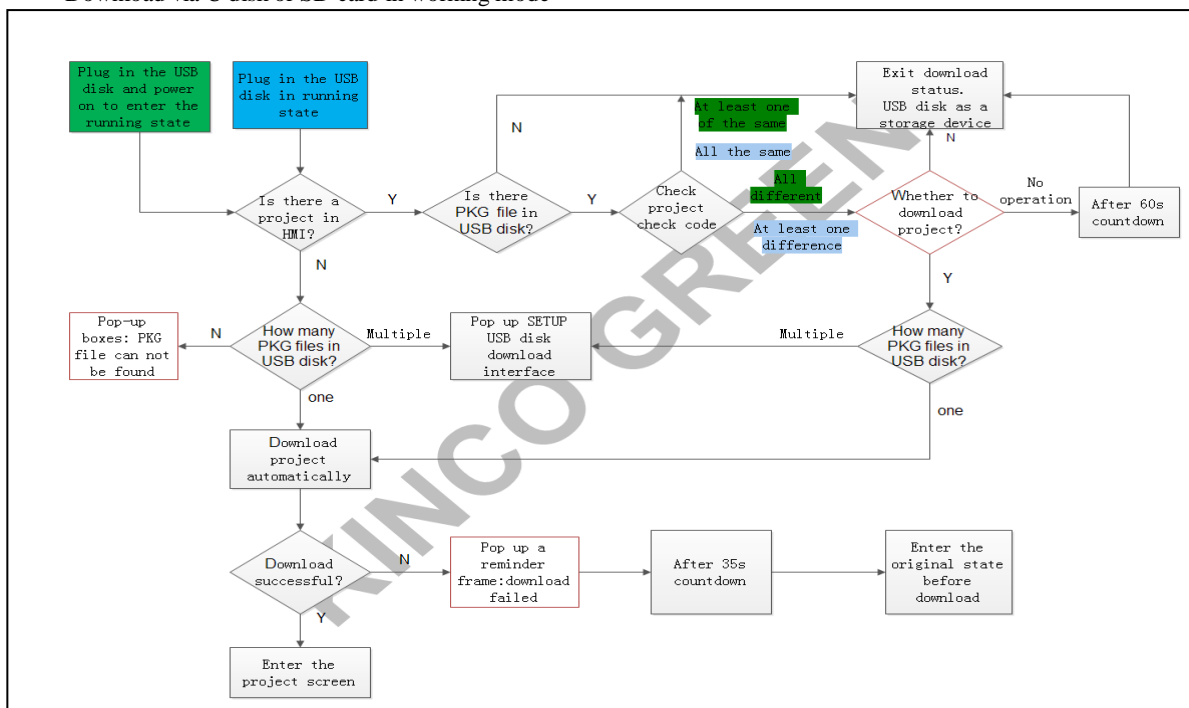 Download via U disk or SD card in working mode
Plug in the USB
disk and power
on to enter the
running state
Plug in the USB
disk in running
state
Exit download
status.
USB disk as a
storage device
At least one
of the same
All the same
N
N
Is there a
project in
HMI?
Y
Is there
PKG file in
USB disk?
Y
Check
project
check code
All
different
At least one
difference
Whether to
download
project?
No
operation
After 60s
countdown
N
Y
Pop-up
boxes: PKG
file can not
be found
N
How many
PKG files in
USB disk?
Multiple
Pop up SETUP
USB disk
download
interface
Multiple
How many
PKG files in
USB disk?
one
one
Download
project
automatically
Download
successful?
N
Pop up a
reminder
frame:download
failed
After 35s
countdown
Enter the
original state
before
download
Y
Enter the
project screen
KINCO GREEN